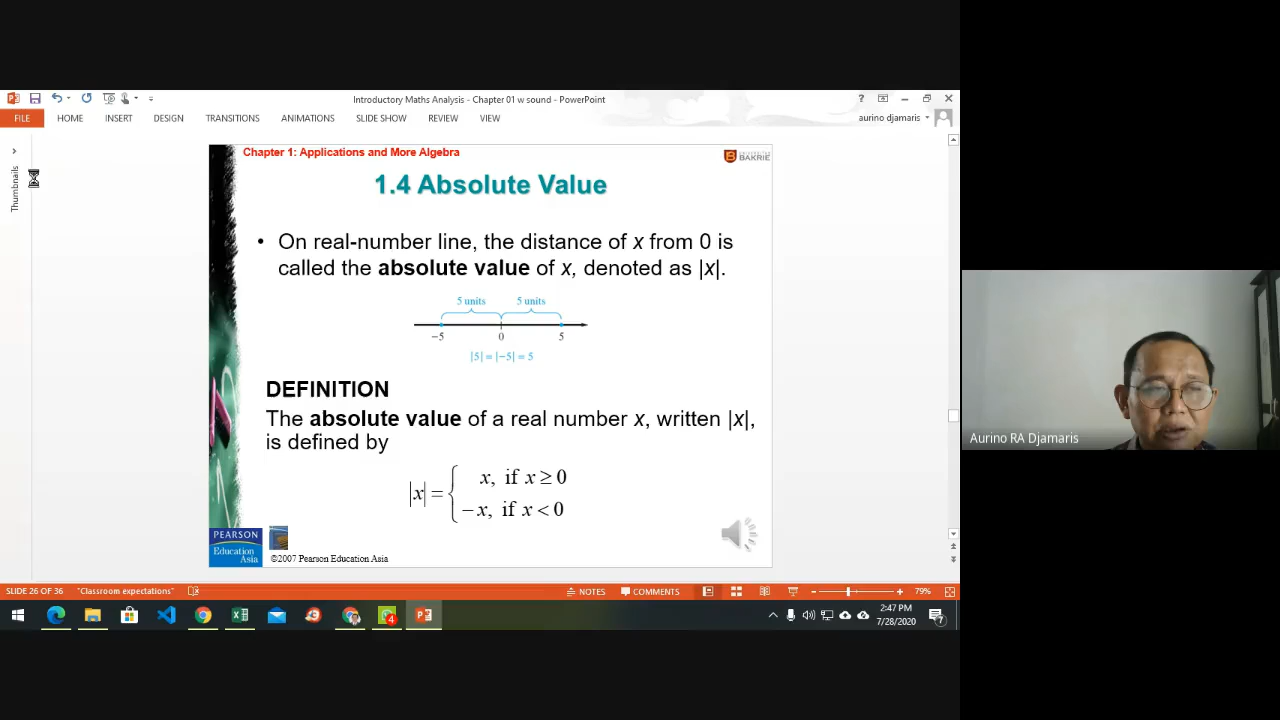 Introductory Maths Analysis - Chapter 01 w sound - PowerPoint
FILE HOME INSERT DESIGN TRANSITIONS ANIMATIONS SLIDE SHOW REVIEW VIEW aurino djamaris
Thumbnails
Chapter 1: Applications and More Algebra
BAKRIE
1.4 Absolute Value
• On real-number line, the distance of x from 0 is
called the absolute value of x, denoted as |x|.
5 units 5 units
−5 0 5
|5| = |−5| = 5
DEFINITION
The absolute value of a real number x, written |x|,
is defined by
|x| = { x, if x ≥ 0
−x, if x < 0
PEARSON
Education
Asia
©2007 Pearson Education Asia
Aurino RA Djamaris
SLIDE 26 OF 36 "Classroom expectations" NOTES COMMENTS 79%
4
2:47 PM
7/28/2020
7